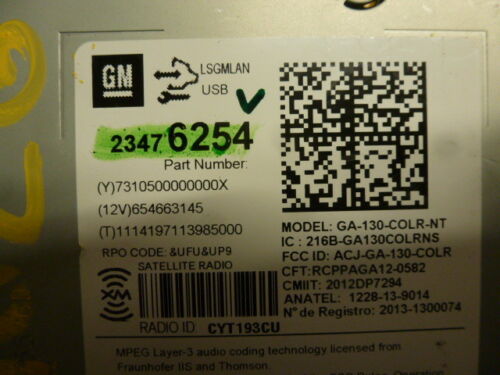 GM
LSGMLAN
USB
23476254
Part Number:
(Y)7310500000000X
(12V)654663145
(T)1114197113985000
RPO CODE: &UFU&UP9
SATELLITE RADIO
XM
RADIO ID CYT193CU
MODEL: GA-130-COLR-NT
IC : 216B-GA130COLRNS
FCC ID: ACJ-GA-130-COLR
CFT:RCPPAGA12-0582
CMIIT: 2012DP7294
ANATEL: 1228-13-9014
N° de Registro: 2013-1300074
MPEG Layer-3 audio coding technology licensed from
Fraunhofer IIS and Thomson.